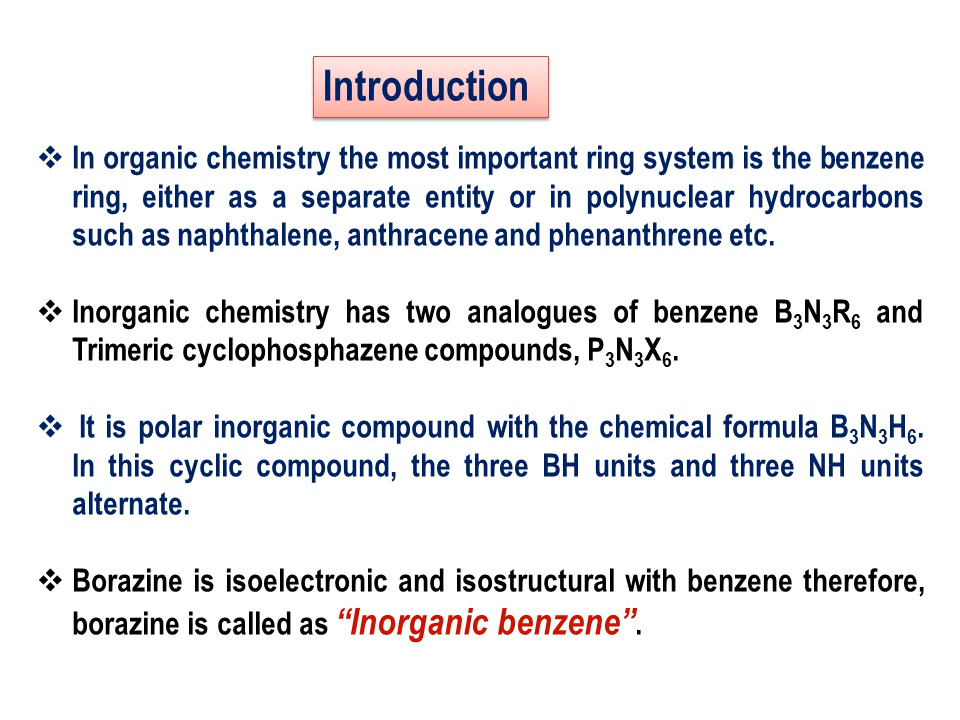 Introduction
❖ In organic chemistry the most important ring system is the benzene
ring, either as a separate entity or in polynuclear hydrocarbons
such as naphthalene, anthracene and phenanthrene etc.
❖ Inorganic chemistry has two analogues of benzene B₃N₃R₆ and
Trimeric cyclophosphazene compounds, P₃N₃X₆.
❖ It is polar inorganic compound with the chemical formula B₃N₃H₆.
In this cyclic compound, the three BH units and three NH units
alternate.
❖ Borazine is isoelectronic and isostructural with benzene therefore,
borazine is called as “Inorganic benzene”.